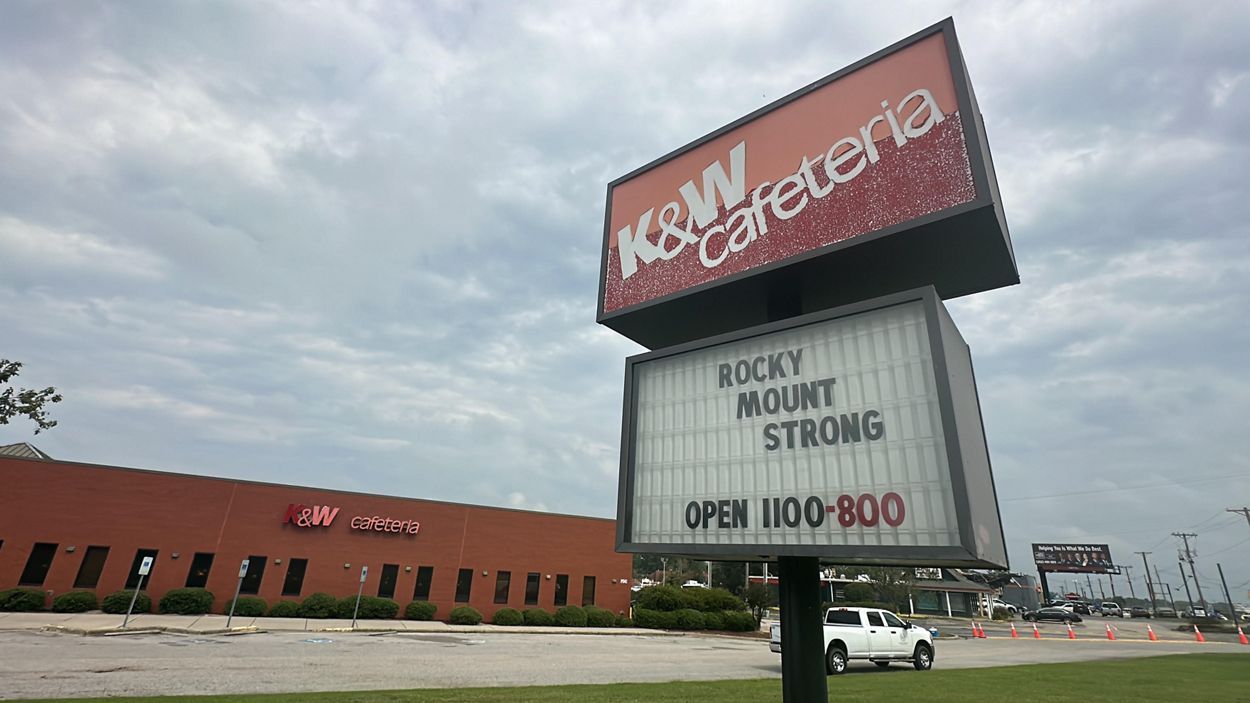 K&W
cafeteria
ROCKY
MOUNT
STRONG
OPEN 1100-800
K&W cafeteria
Helping You Is What We Do Best.